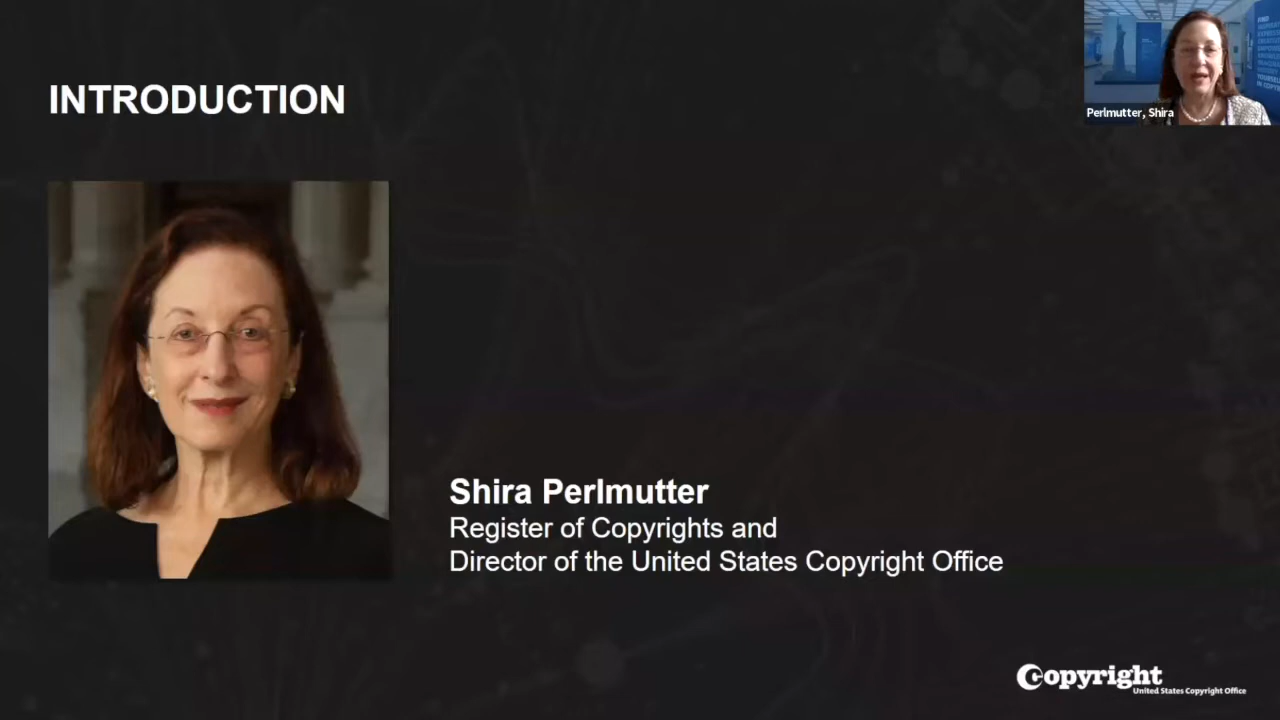 INTRODUCTION
Perlmutter, Shira
Shira Perlmutter
Register of Copyrights and
Director of the United States Copyright Office
Copyright
United States Copyright Office